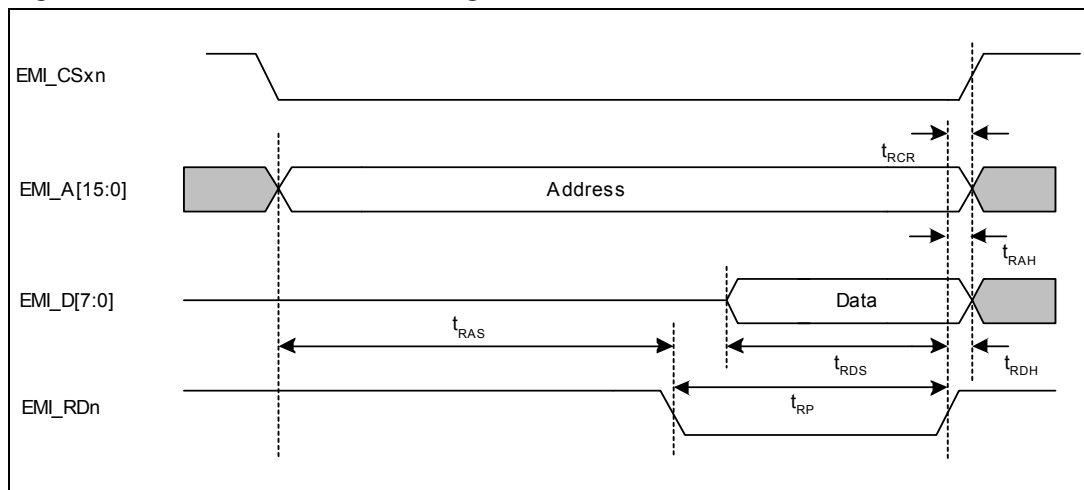 EMI_CSxn
t_RCR
EMI_A[15:0]
Address
t_RAH
EMI_D[7:0]
Data
t_RAS
t_RDS
t_RDH
EMI_RDn
t_RP